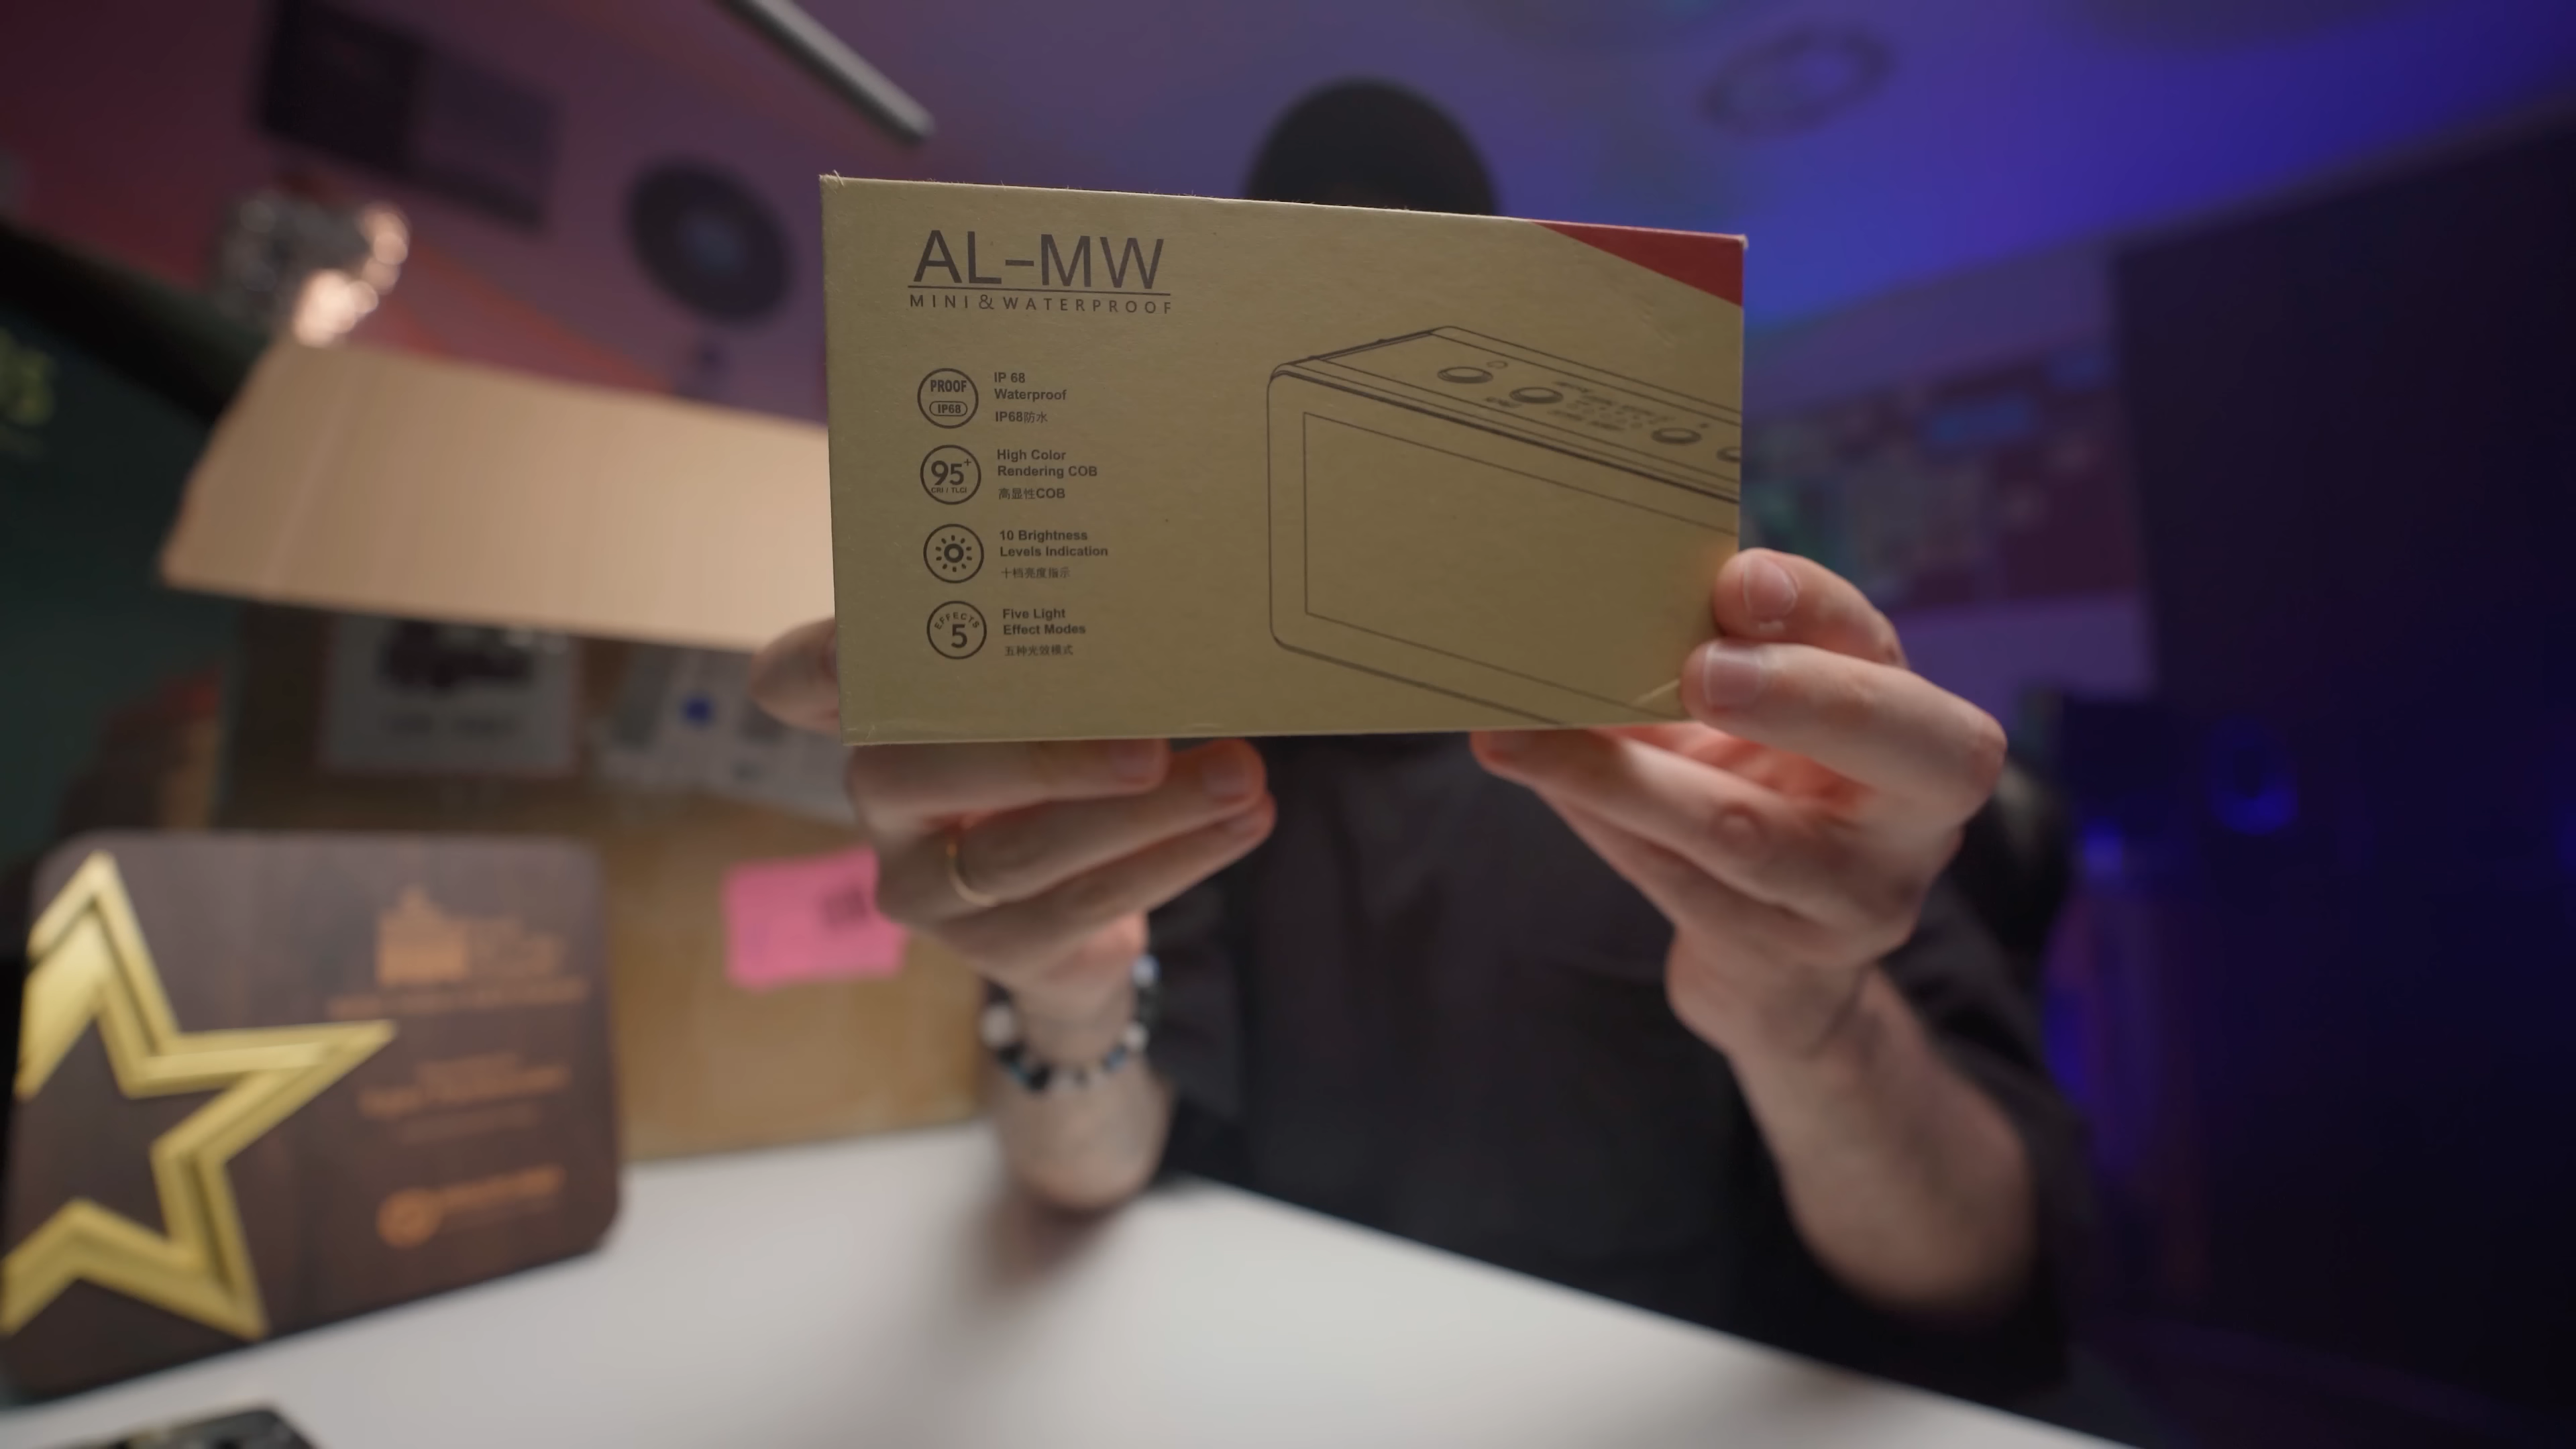 AL-MW
MINI & WATERPROOF
PROOF
IP68
IP 68
Waterproof
IP68防水
95+
CRI / TLCI
High Color
Rendering COB
高显性COB
10 Brightness
Levels Indication
十档亮度指示
EFFECTS
5
Five Light
Effect Modes
五种光效模式